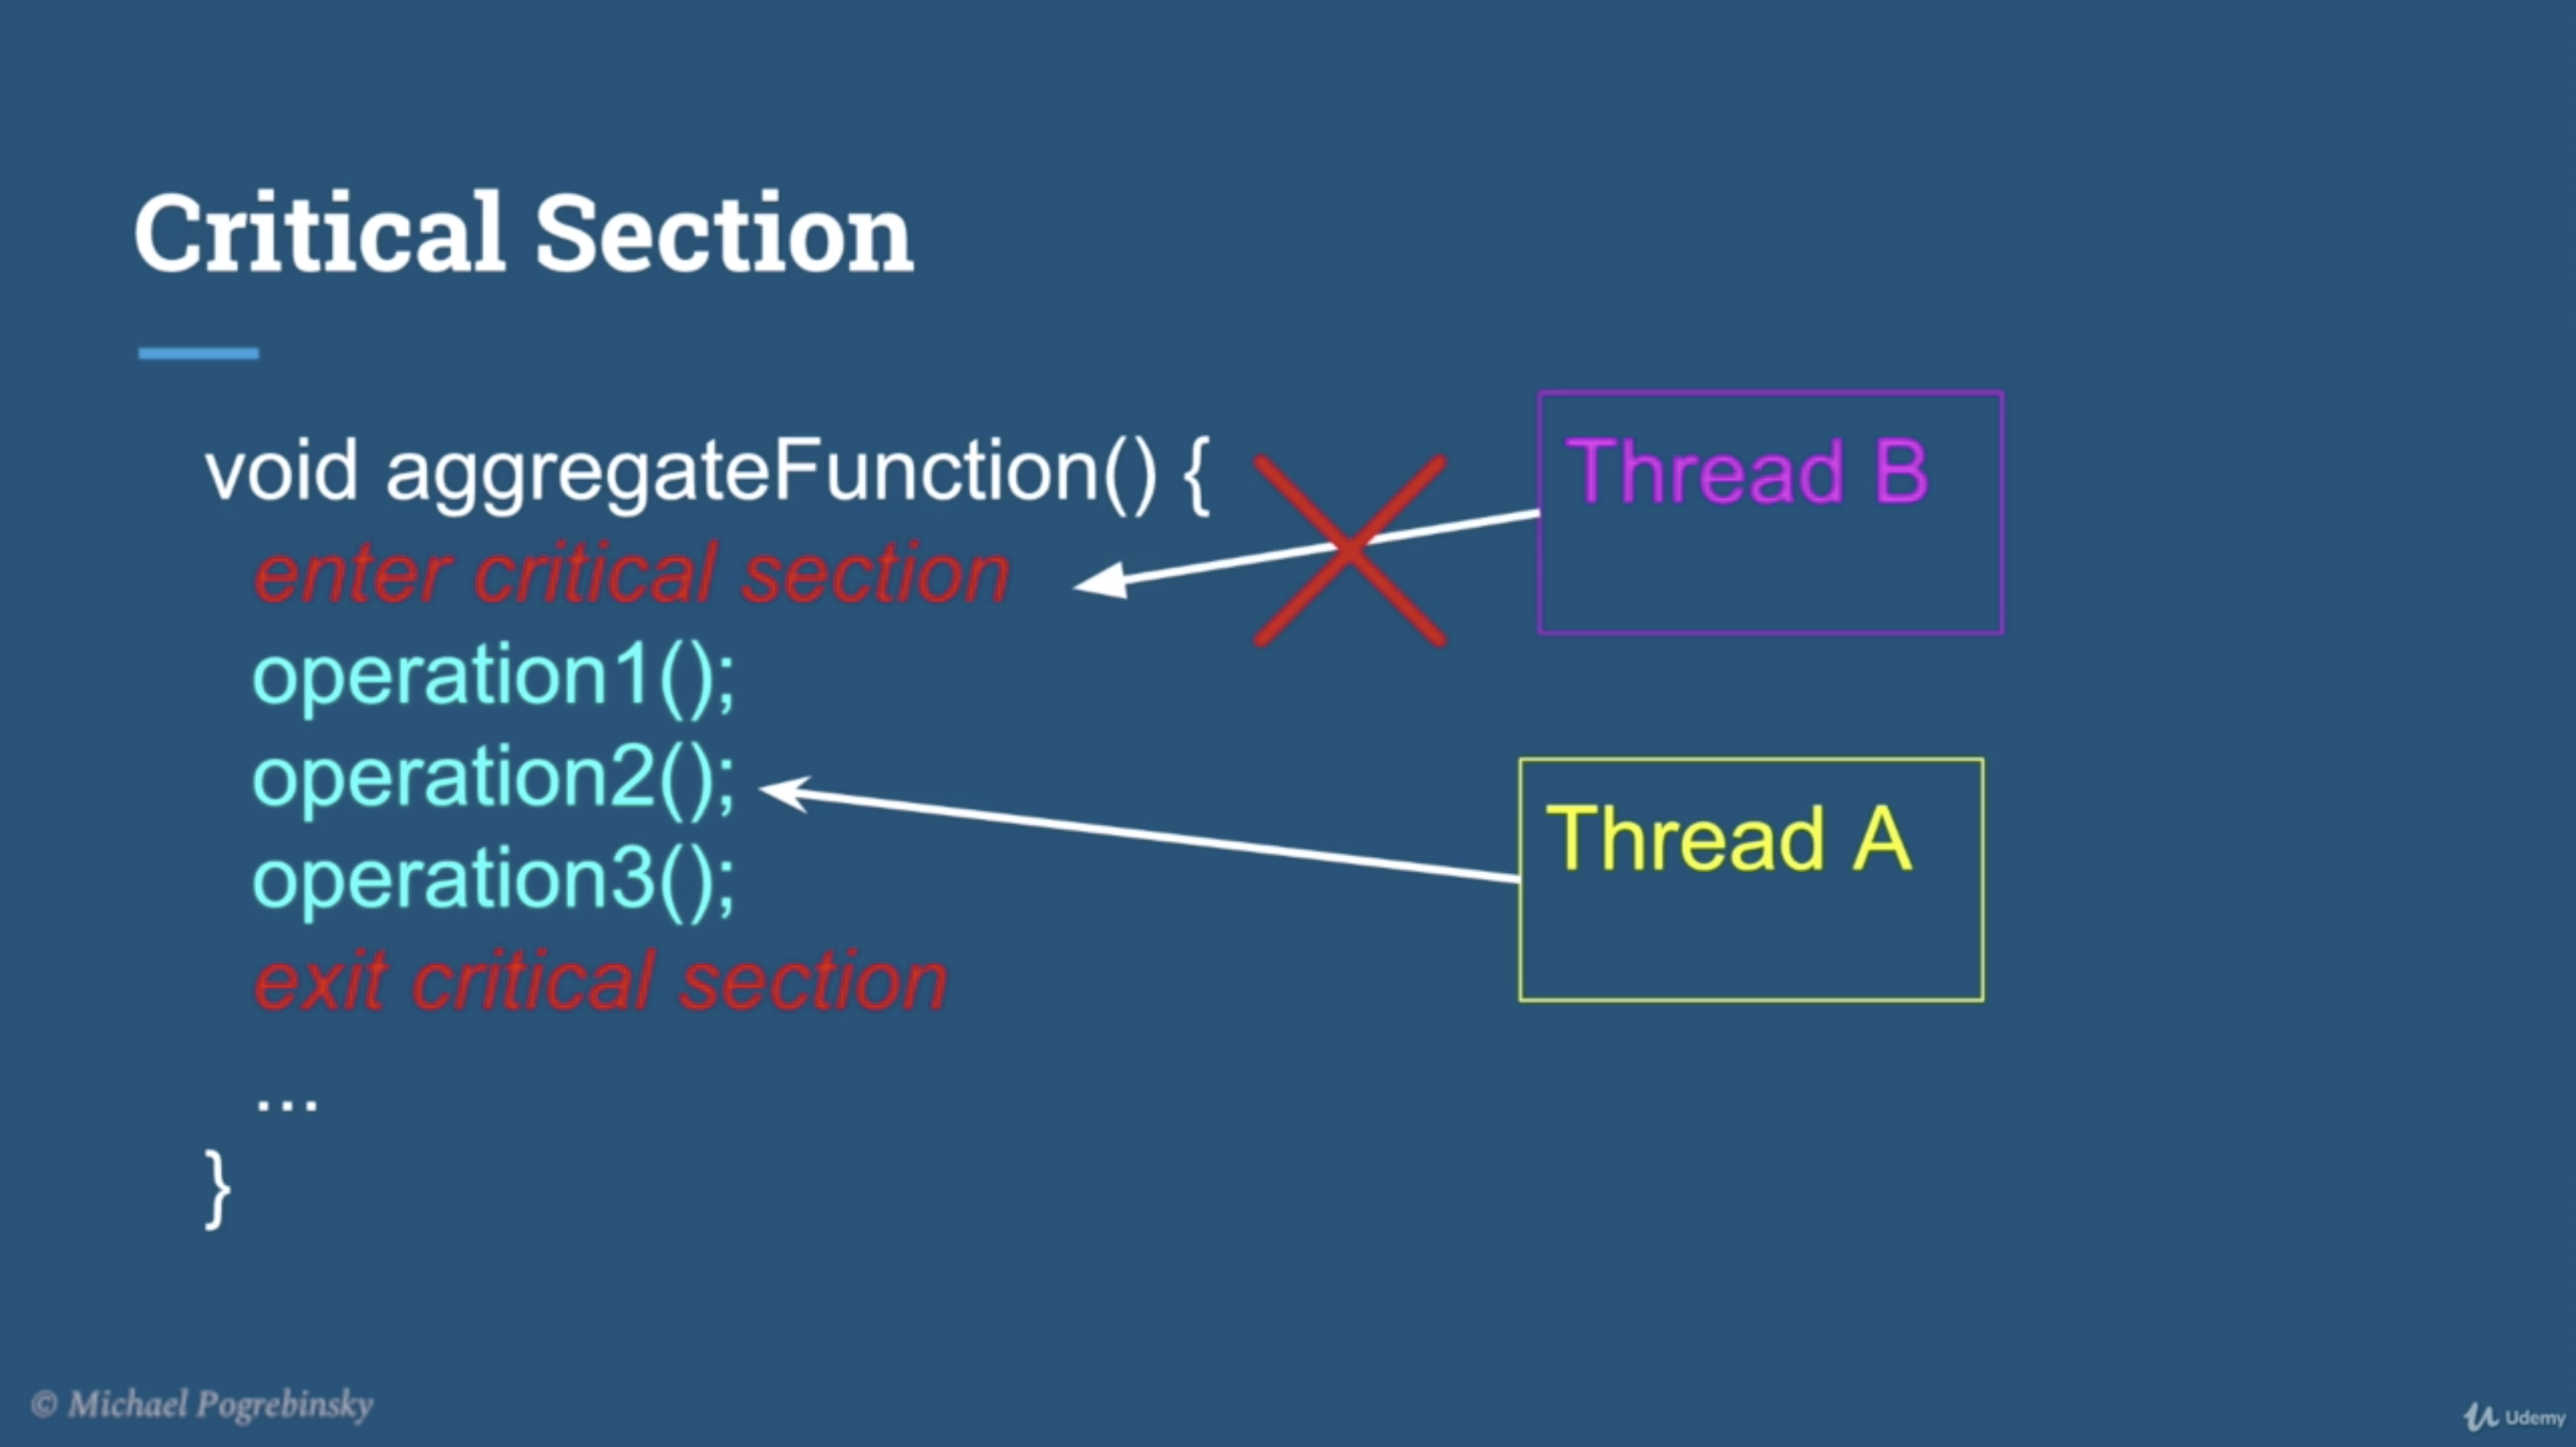 Critical Section
void aggregateFunction() {
enter critical section
operation1();
operation2();
operation3();
exit critical section
...
}
Thread B
Thread A
© Michael Pogrebinsky
Udemy